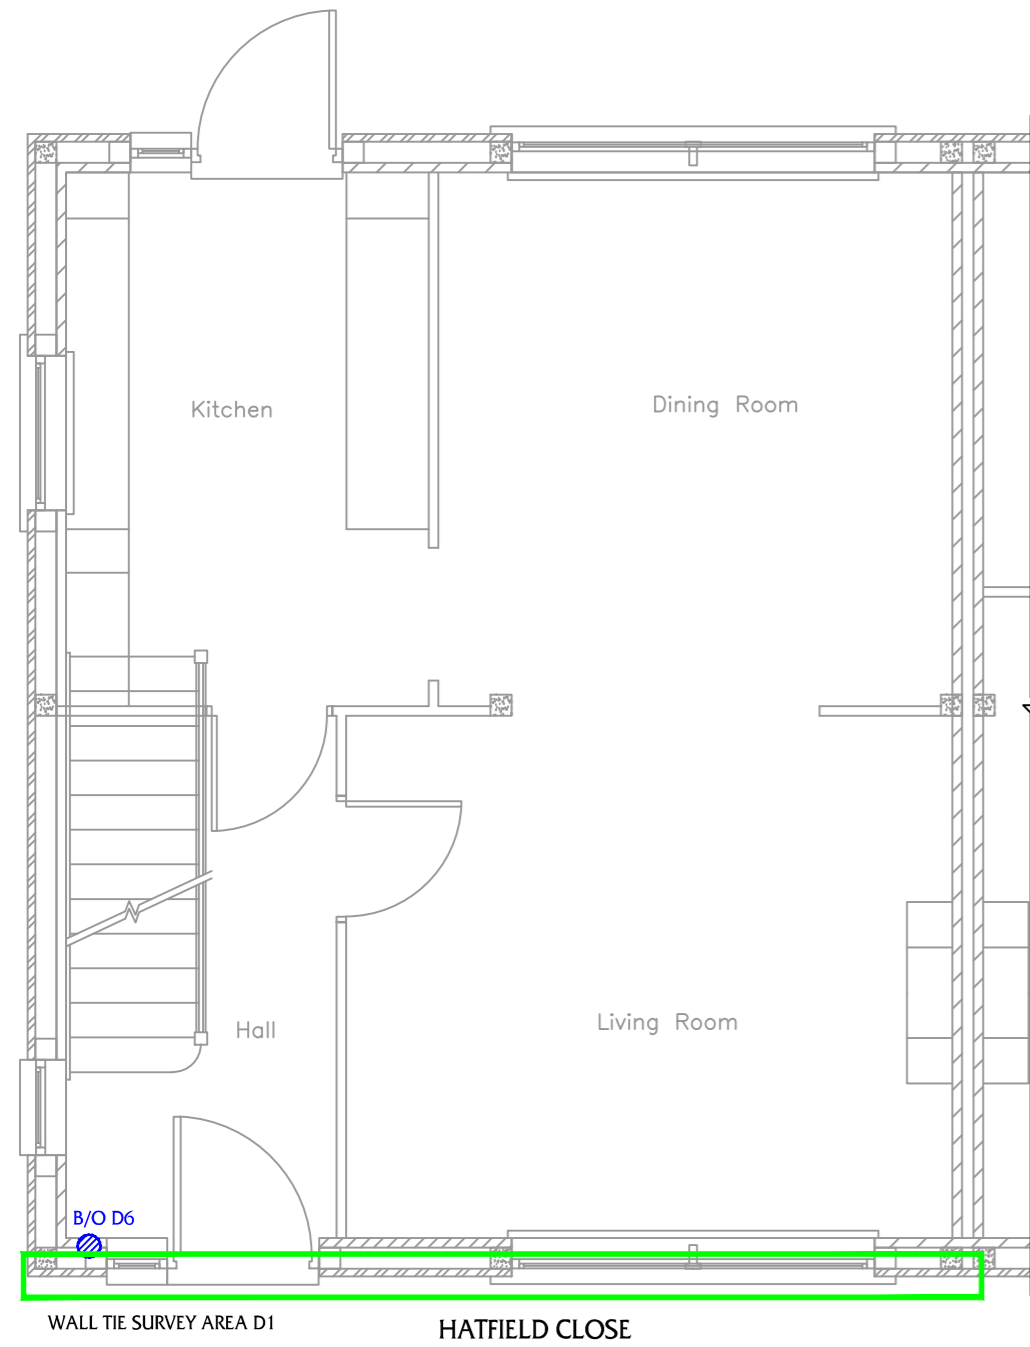 Kitchen
Dining Room
Hall
Living Room
B/O D6
WALL TIE SURVEY AREA D1
HATFIELD CLOSE